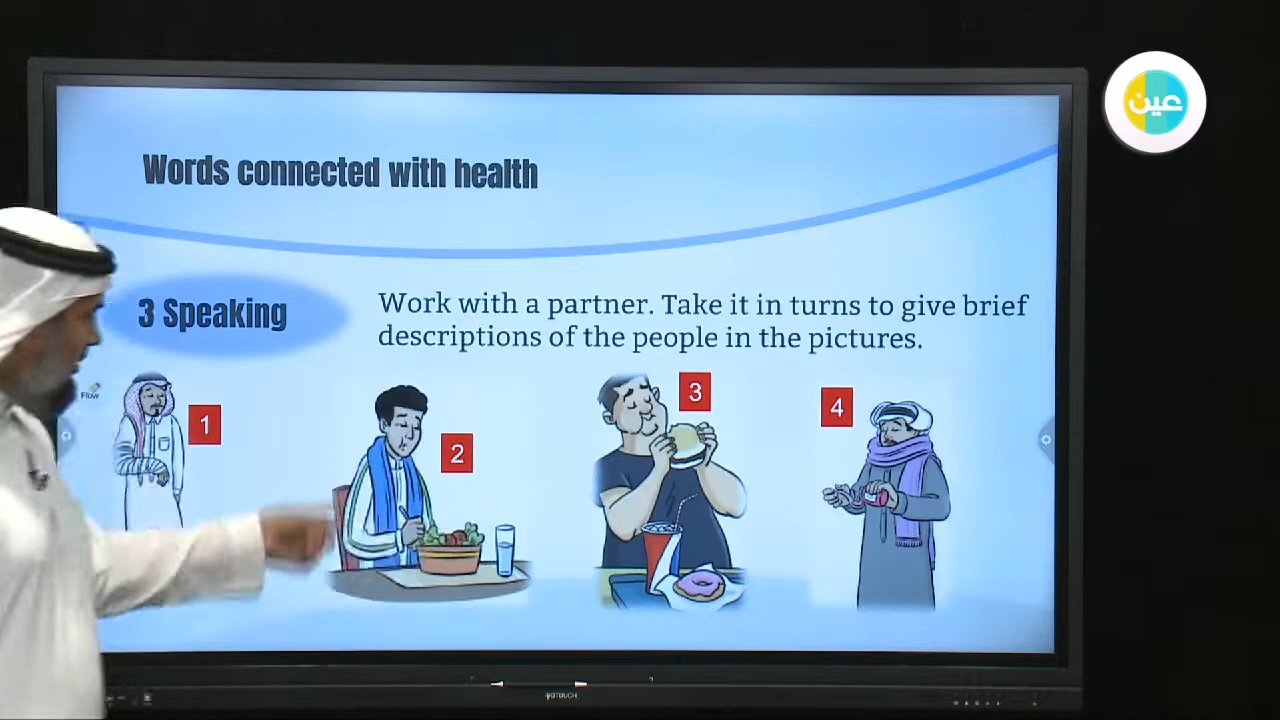 عين
Words connected with health
3 Speaking
Work with a partner. Take it in turns to give brief
descriptions of the people in the pictures.
Flow
1
2
3
4